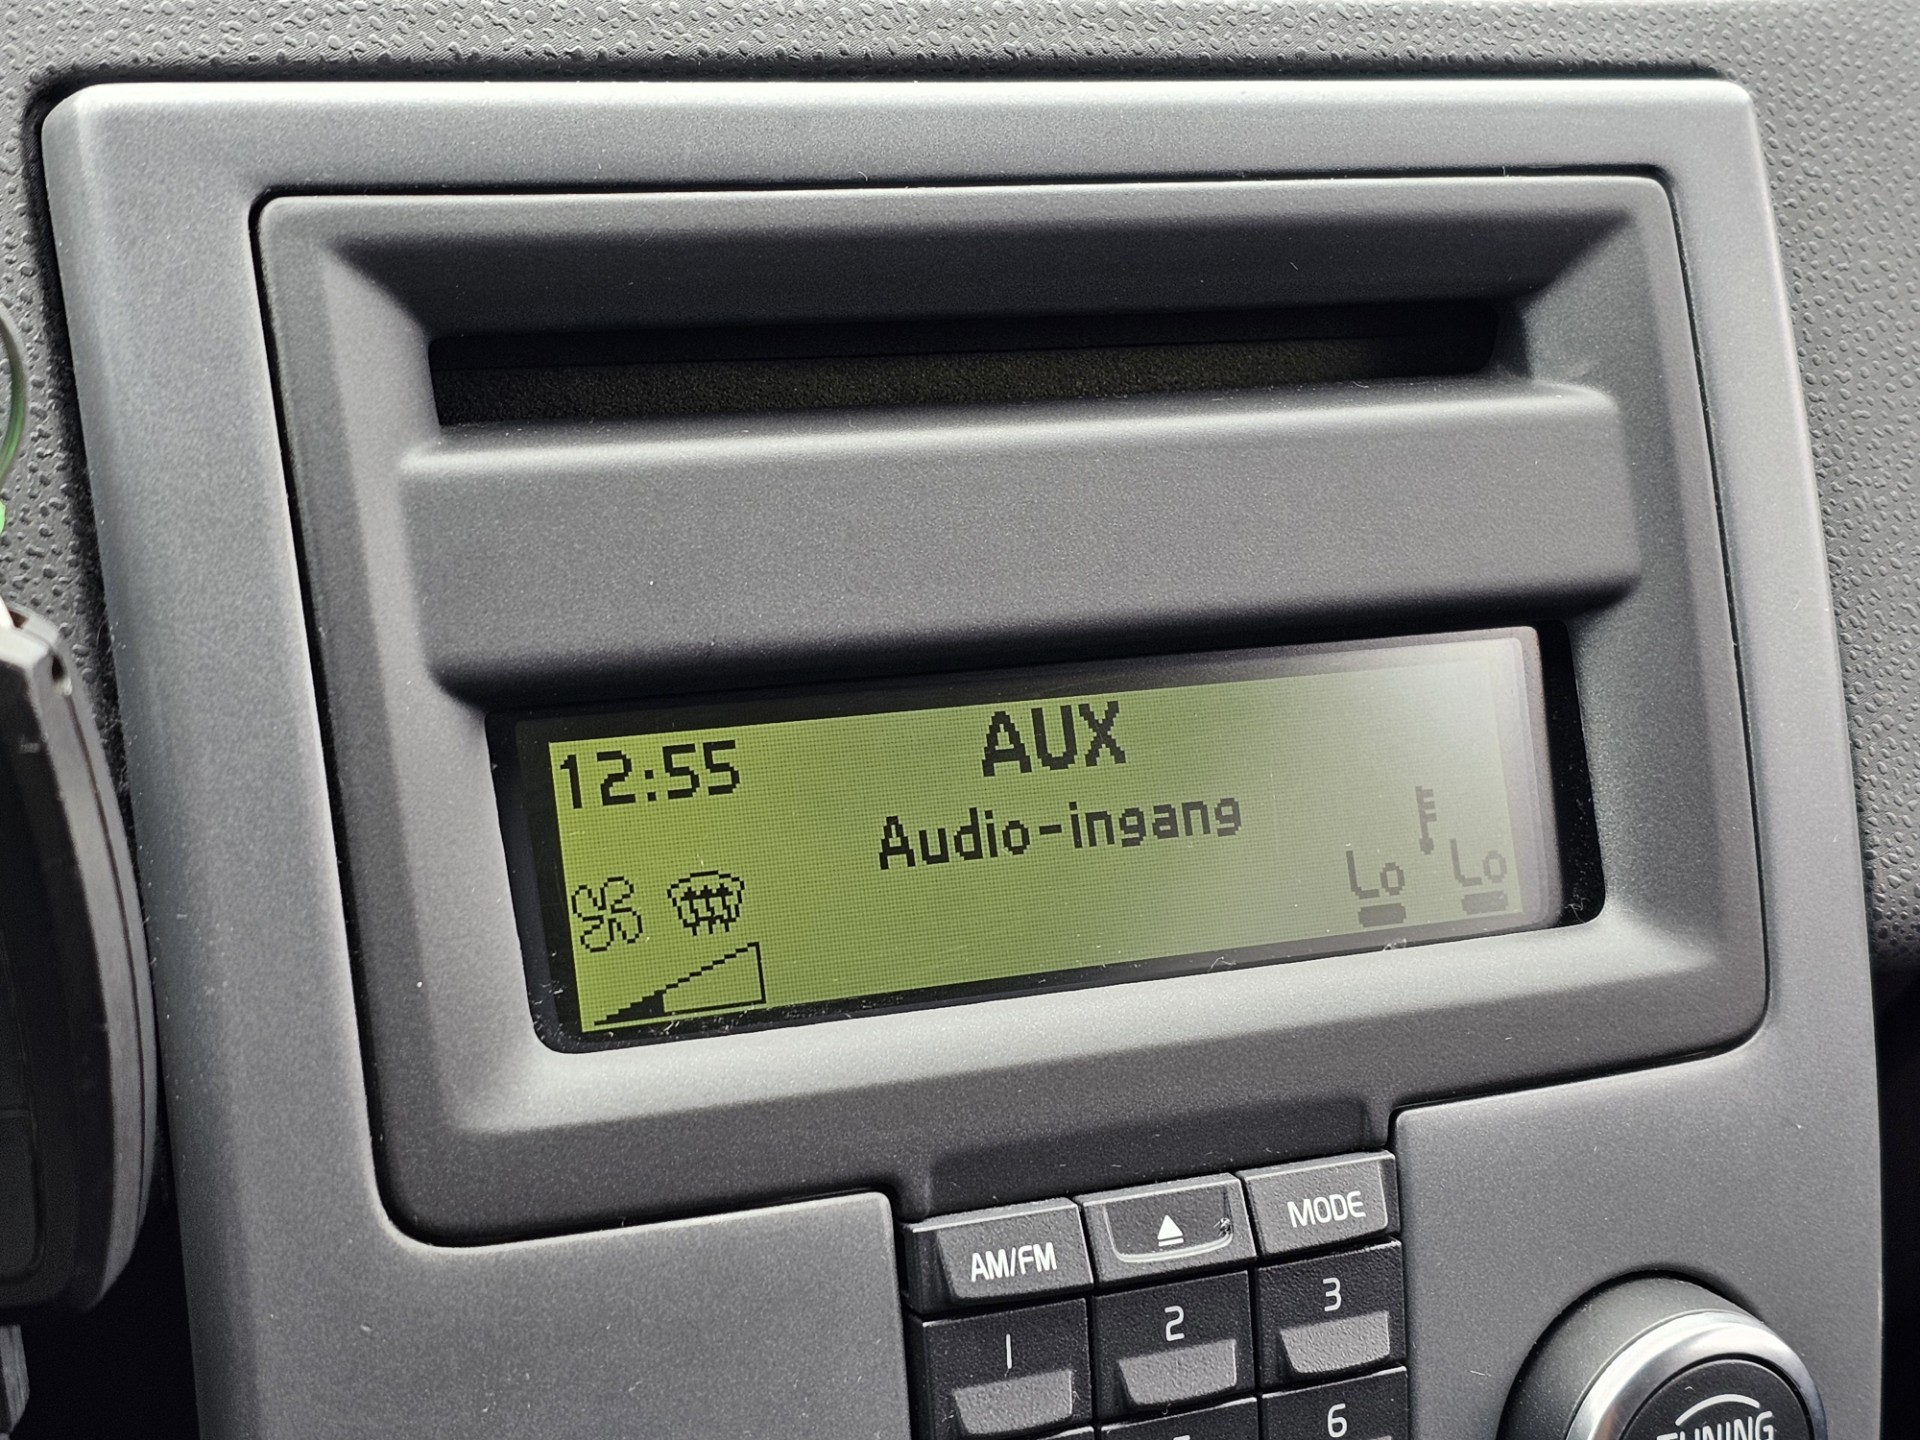 12:55
AUX
Audio-ingang
Lo Lo
AM/FM
MODE
1
2
3
6
TUNING